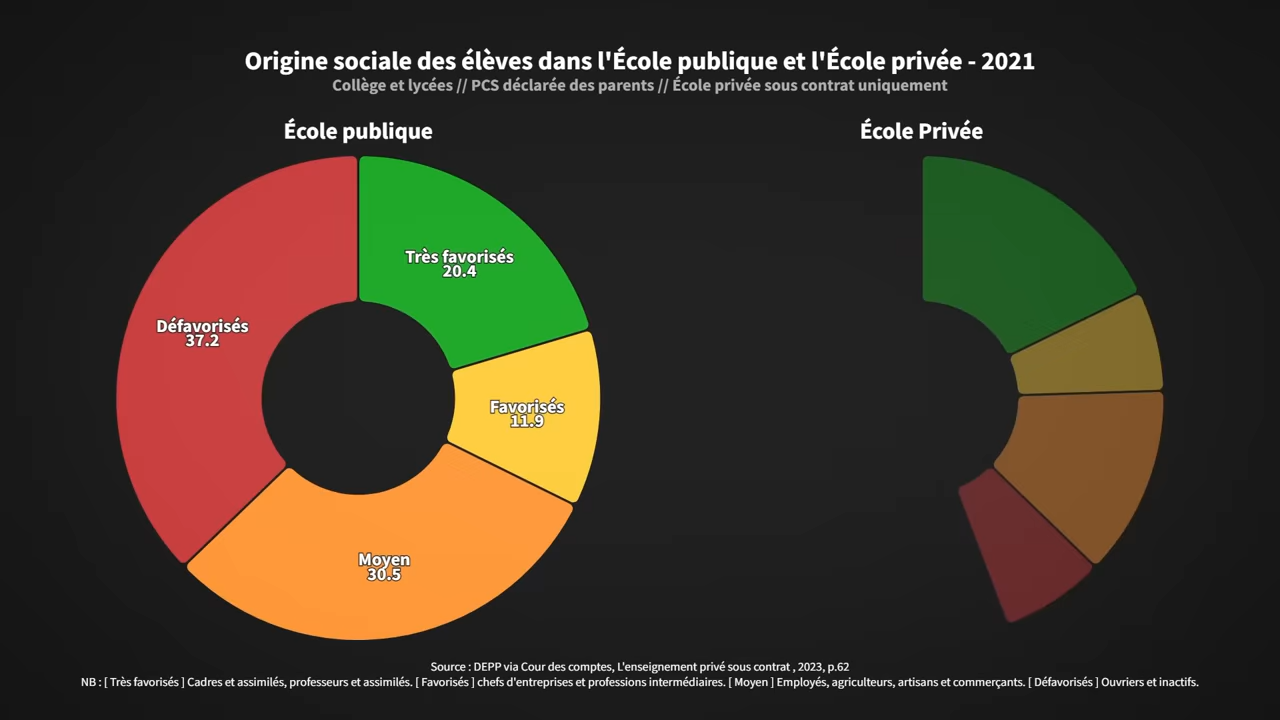 Origine sociale des élèves dans l'École publique et l'École privée - 2021
Collège et lycées // PCS déclarée des parents // École privée sous contrat uniquement
École publique
École Privée
Très favorisés
20.4
Défavorisés
37.2
Favorisés
11.9
Moyen
30.5
Source : DEPP via Cour des comptes, L'enseignement privé sous contrat , 2023, p.62
NB : [ Très favorisés ] Cadres et assimilés, professeurs et assimilés. [ Favorisés ] chefs d'entreprises et professions intermédiaires. [ Moyen ] Employés, agriculteurs, artisans et commerçants. [ Défavorisés ] Ouvriers et inactifs.